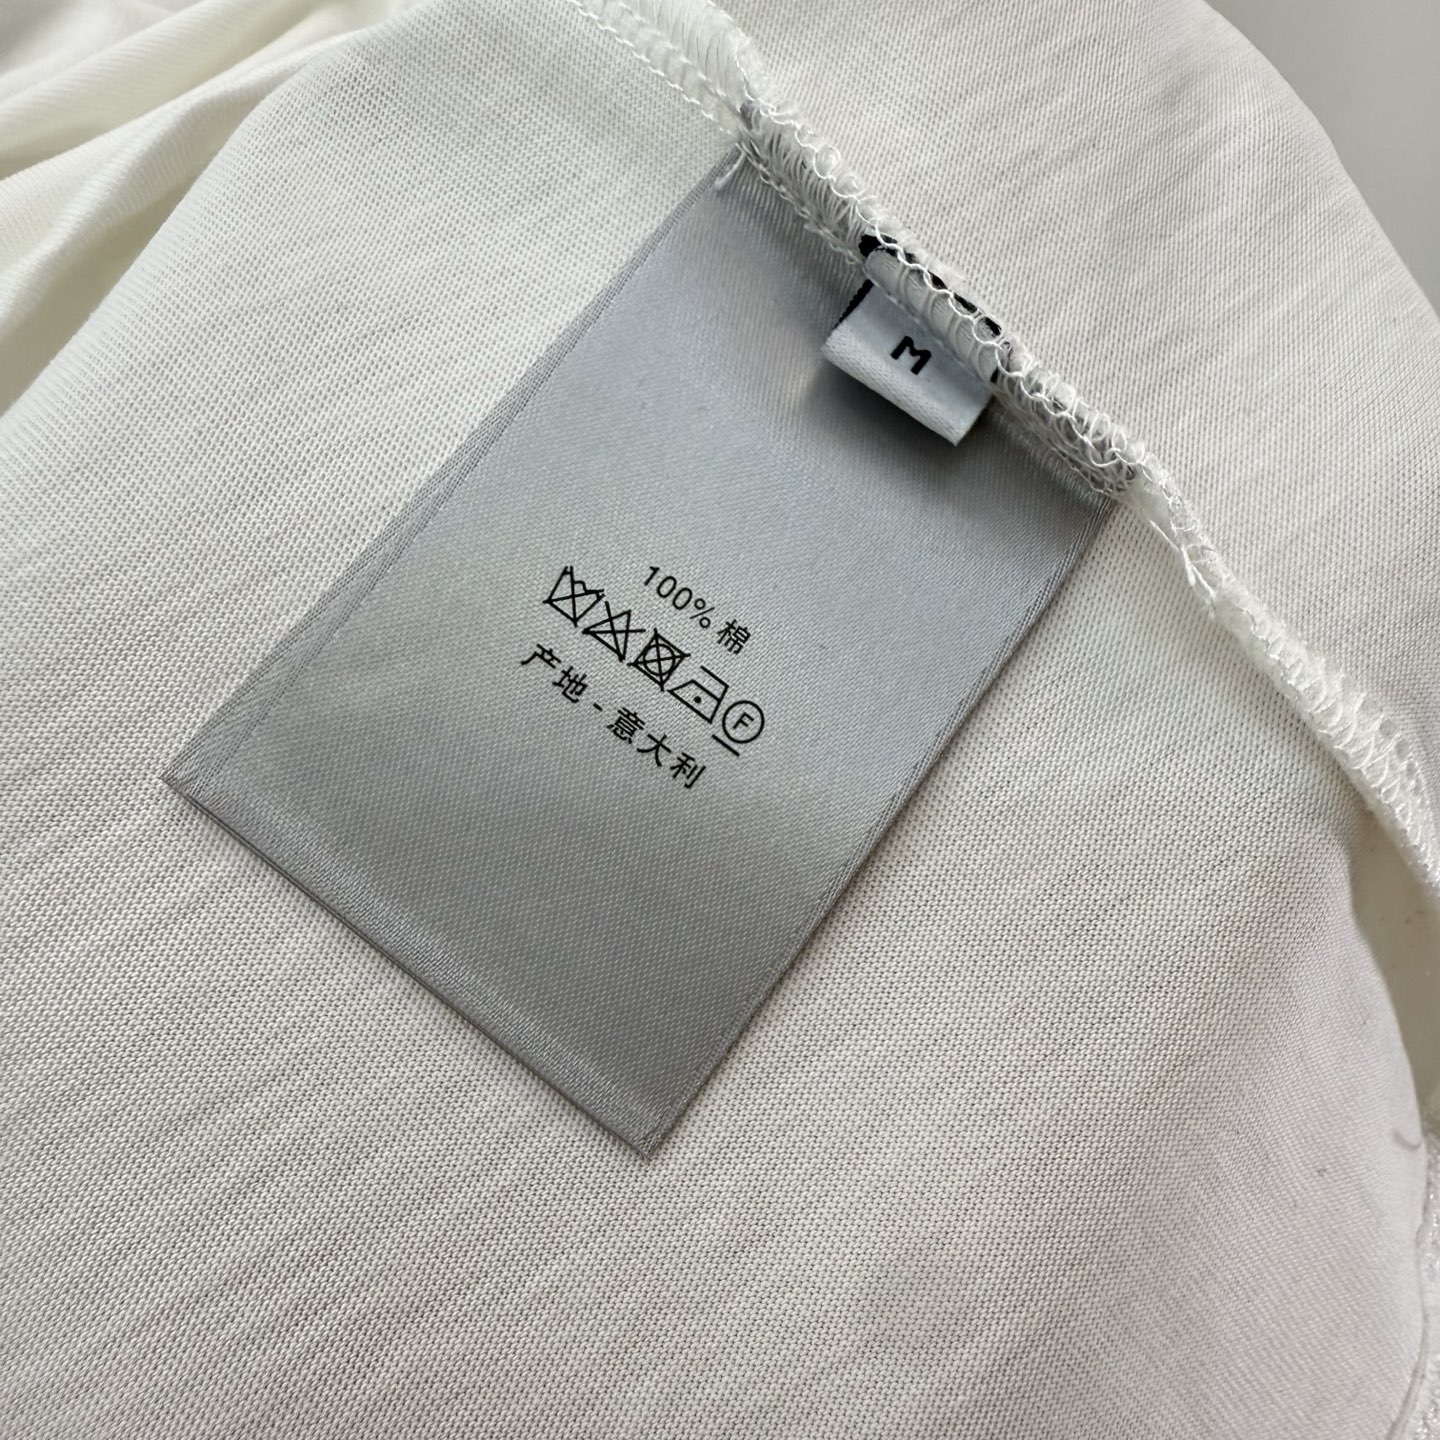 M
100% 棉
F
产地 - 意大利